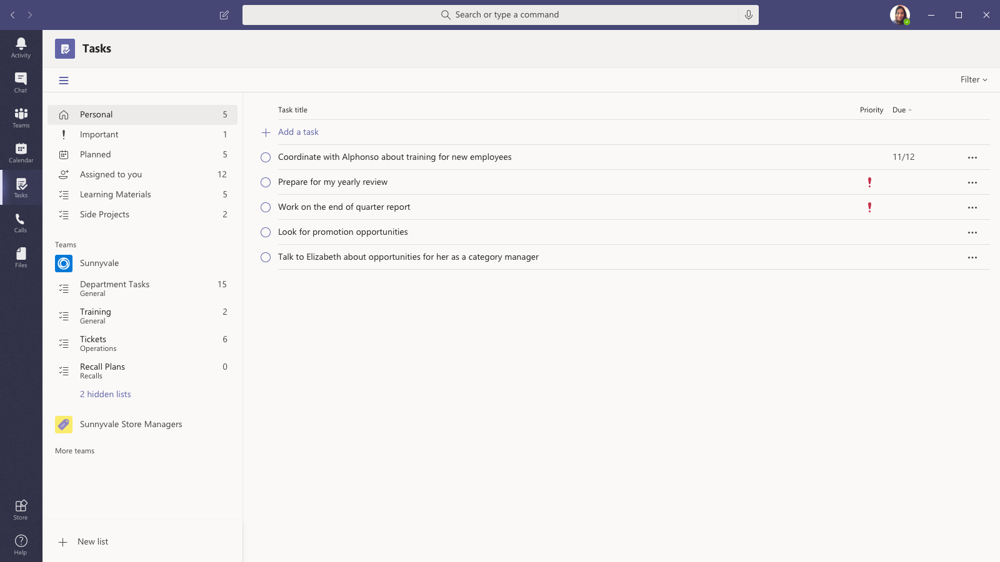 Search or type a command
Activity
Chat
Teams
Calendar
Tasks
Calls
Files
Store
Help
Tasks
Filter
Personal 5
Important 1
Planned 5
Assigned to you 12
Learning Materials 5
Side Projects 2
Teams
Sunnyvale
Department Tasks 15
General
Training 2
General
Tickets 6
Operations
Recall Plans 0
Recalls
2 hidden lists
Sunnyvale Store Managers
More teams
New list
Task title Priority Due
Add a task
Coordinate with Alphonso about training for new employees 11/12
Prepare for my yearly review
Work on the end of quarter report
Look for promotion opportunities
Talk to Elizabeth about opportunities for her as a category manager